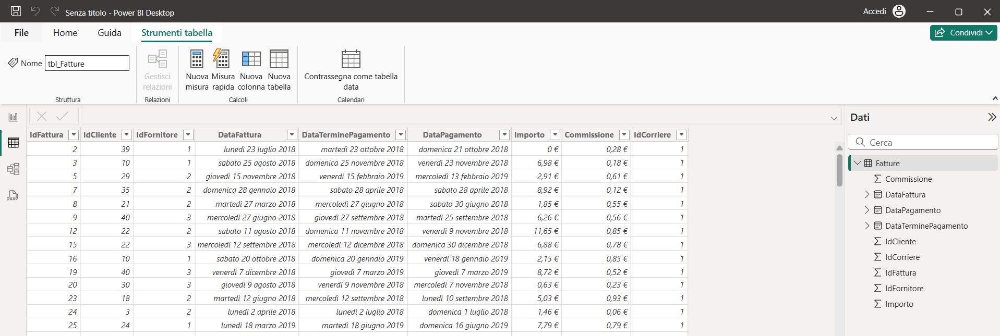 Senza titolo - Power BI Desktop
Accedi
File Home Guida Strumenti tabella
Condividi
Nome tbl_Fatture
Gestisci relazioni
Nuova misura
Misura rapida
Nuova colonna
Nuova tabella
Contrassegna come tabella data
Struttura Relazioni Calcoli Calendari
IdFattura IdCliente IdFornitore DataFattura DataTerminePagamento DataPagamento Importo Commissione IdCorriere
2 39 1 lunedì 23 luglio 2018 martedì 23 ottobre 2018 domenica 21 ottobre 2018 0 € 0,28 € 1
3 10 1 sabato 25 agosto 2018 domenica 25 novembre 2018 venerdì 23 novembre 2018 6,98 € 0,18 € 1
5 29 2 giovedì 15 novembre 2018 venerdì 15 febbraio 2019 mercoledì 13 febbraio 2019 2,91 € 0,61 € 1
7 35 2 domenica 28 gennaio 2018 sabato 28 aprile 2018 sabato 28 aprile 2018 8,92 € 0,12 € 1
8 21 2 martedì 27 marzo 2018 mercoledì 27 giugno 2018 sabato 30 giugno 2018 1,85 € 0,55 € 1
9 40 3 mercoledì 27 giugno 2018 giovedì 27 settembre 2018 martedì 25 settembre 2018 6,26 € 0,56 € 1
12 22 2 sabato 11 agosto 2018 domenica 11 novembre 2018 venerdì 9 novembre 2018 11,65 € 0,85 € 1
15 22 3 mercoledì 12 settembre 2018 mercoledì 12 dicembre 2018 domenica 30 dicembre 2018 6,88 € 0,78 € 1
16 10 1 sabato 20 ottobre 2018 domenica 20 gennaio 2019 venerdì 18 gennaio 2019 2,15 € 0,85 € 1
19 40 3 venerdì 7 dicembre 2018 giovedì 7 marzo 2019 giovedì 7 marzo 2019 8,72 € 0,52 € 1
20 30 3 giovedì 9 agosto 2018 venerdì 9 novembre 2018 mercoledì 7 novembre 2018 0,63 € 0,23 € 1
23 18 2 martedì 12 giugno 2018 mercoledì 12 settembre 2018 lunedì 10 settembre 2018 5,03 € 0,93 € 1
24 3 2 lunedì 2 aprile 2018 lunedì 2 luglio 2018 domenica 1 luglio 2018 1,46 € 0,06 € 1
25 24 1 lunedì 18 marzo 2019 martedì 18 giugno 2019 domenica 16 giugno 2019 7,79 € 0,79 € 1
DAX
Dati
Cerca
Fatture
Commissione
DataFattura
DataPagamento
DataTerminePagamento
IdCliente
IdCorriere
IdFattura
IdFornitore
Importo